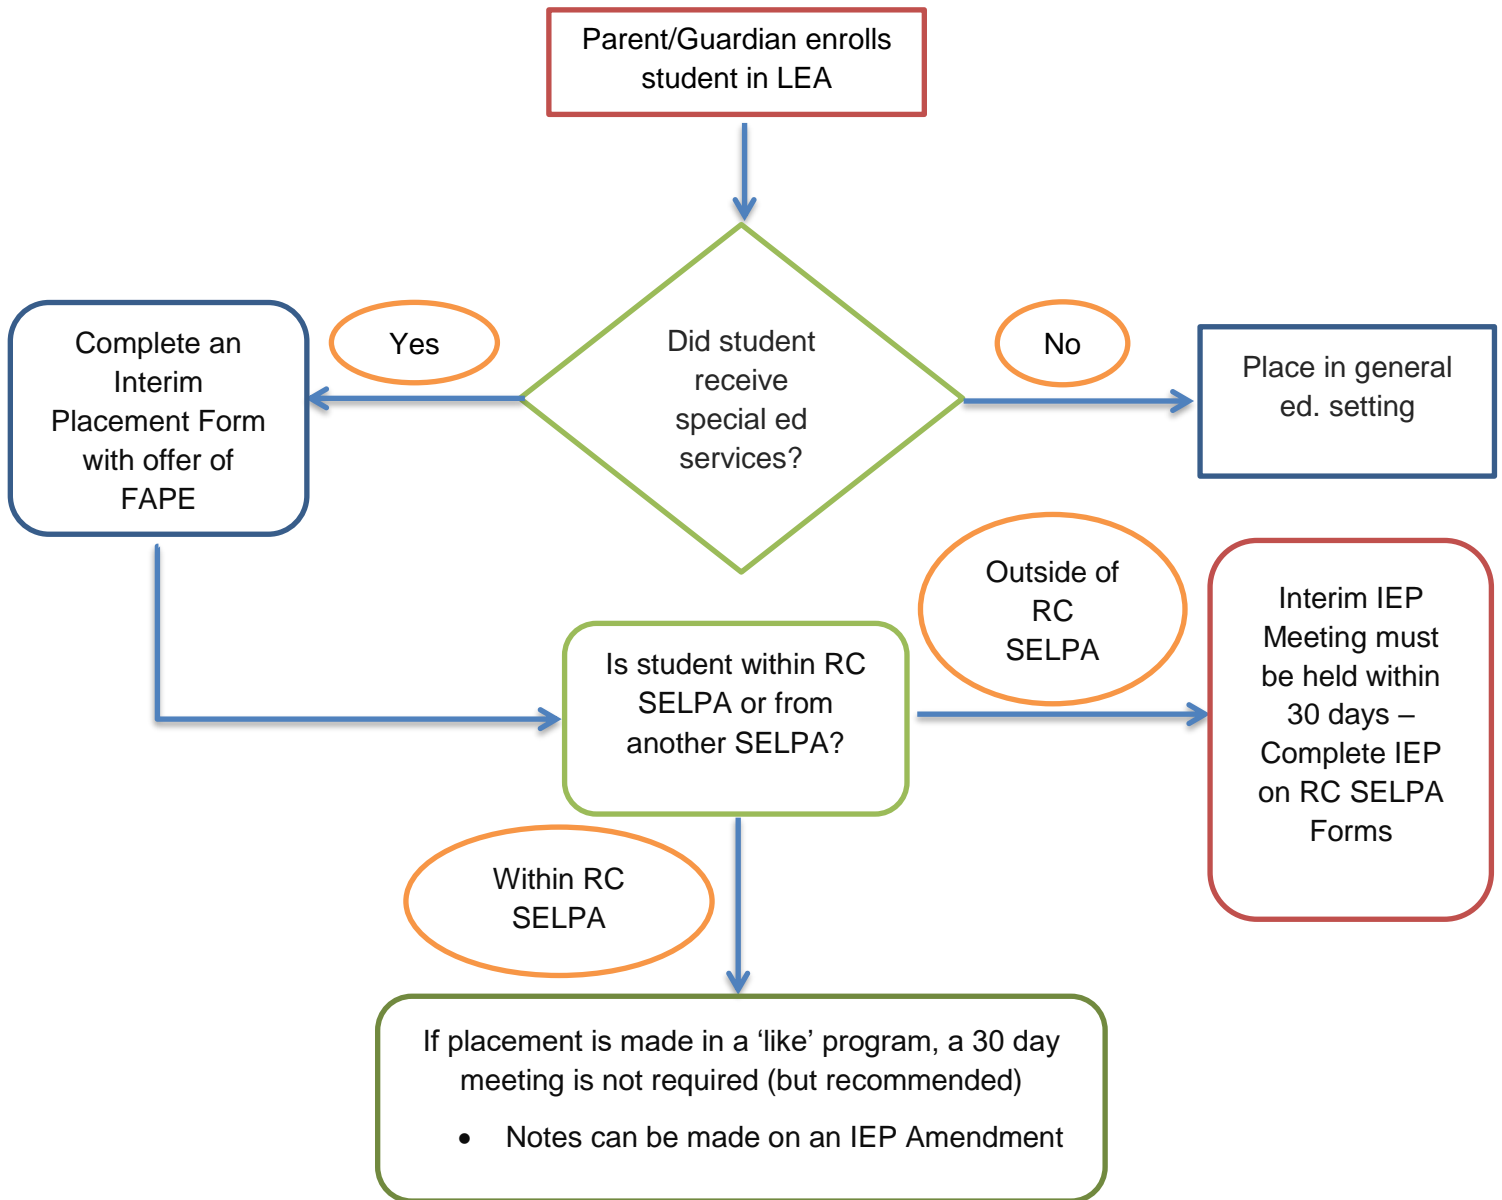 Parent/Guardian enrolls
student in LEA
Complete an
Interim
Placement Form
with offer of
FAPE
Yes
Did student
receive
special ed
services?
No
Place in general
ed. setting
Is student within RC
SELPA or from
another SELPA?
Outside of
RC
SELPA
Interim IEP
Meeting must
be held within
30 days –
Complete IEP
on RC SELPA
Forms
Within RC
SELPA
If placement is made in a ‘like’ program, a 30 day
meeting is not required (but recommended)
• Notes can be made on an IEP Amendment